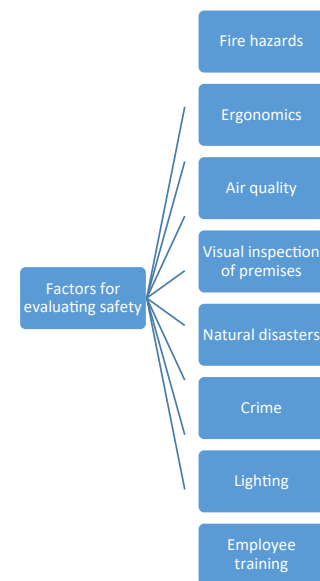 Fire hazards
Ergonomics
Air quality
Visual inspection
of premises
Factors for
evaluating safety
Natural disasters
Crime
Lighting
Employee
training